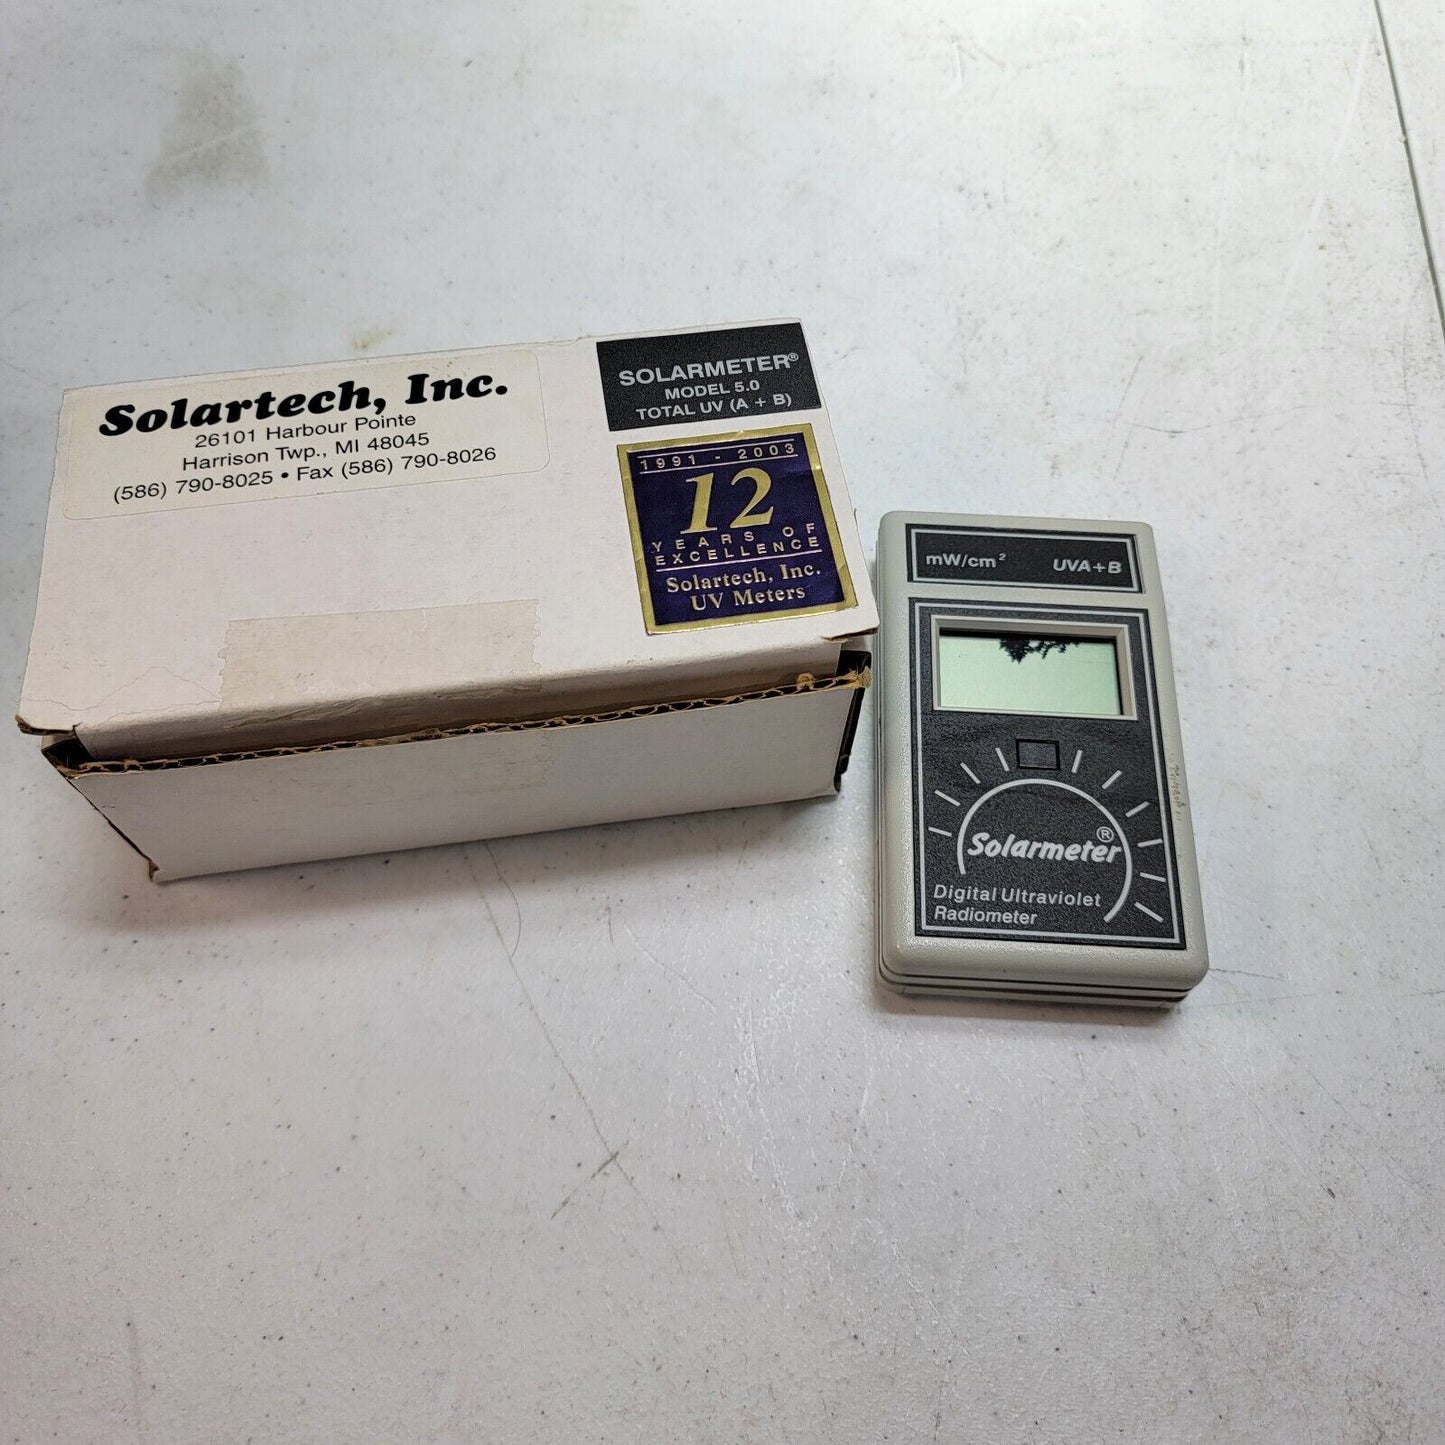 Solartech, Inc.
26101 Harbour Pointe
Harrison Twp., MI 48045
(586) 790-8025 • Fax (586) 790-8026
SOLARMETER®
MODEL 5.0
TOTAL UV (A + B)
1991 - 2003
12
YEARS OF
EXCELLENCE
Solartech, Inc.
UV Meters
mW/cm² UVA+B
Solarmeter®
Digital Ultraviolet
Radiometer